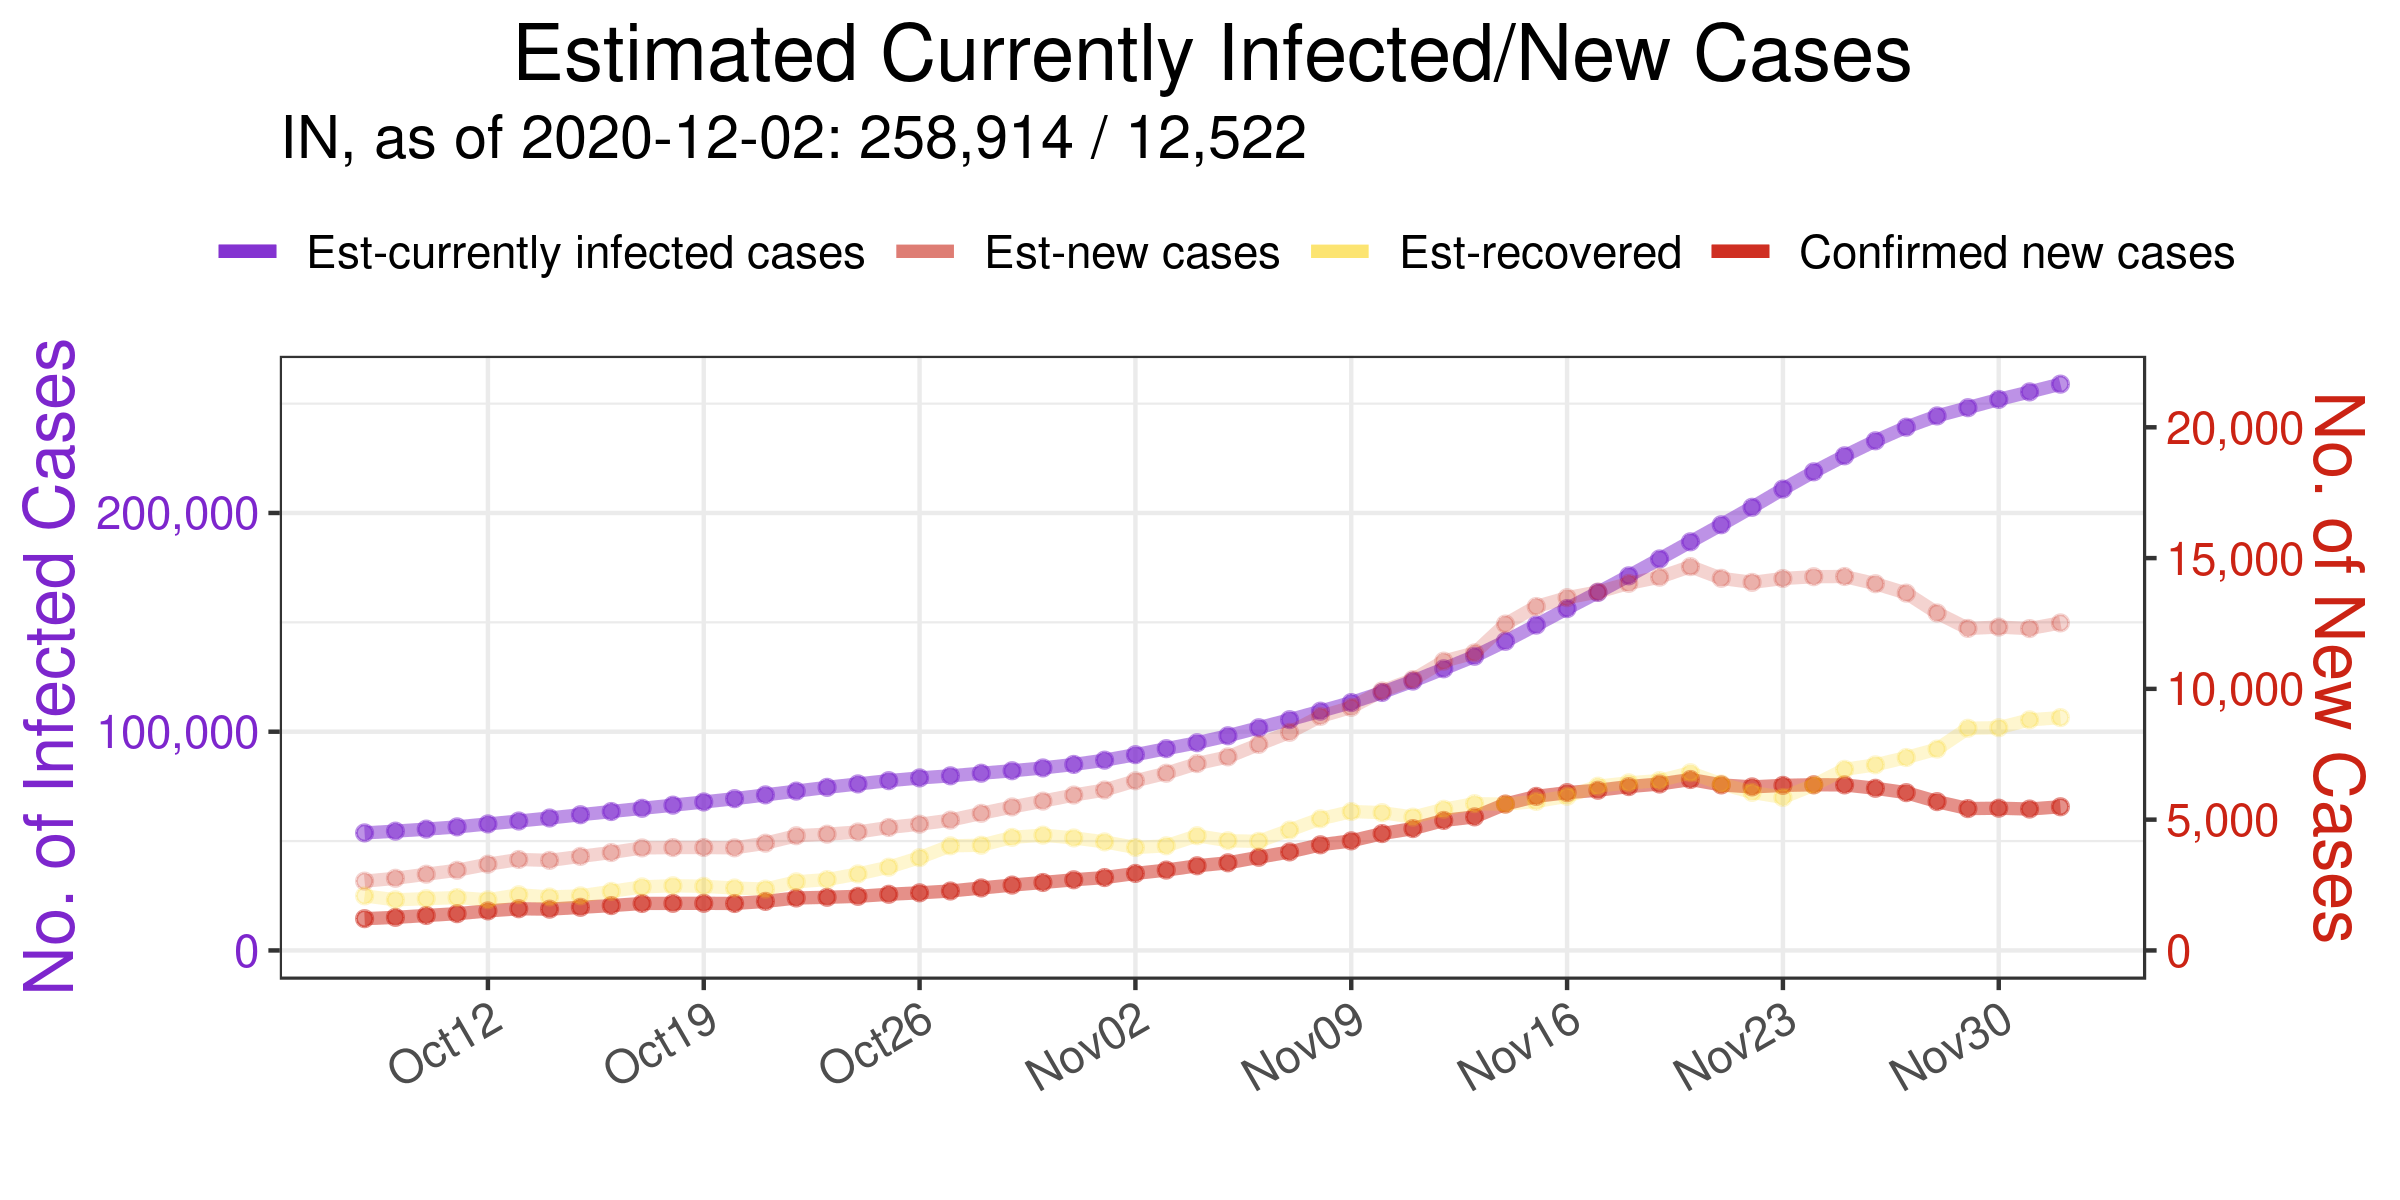 Estimated Currently Infected/New Cases
IN, as of 2020-12-02: 258,914 / 12,522
Est-currently infected cases Est-new cases Est-recovered Confirmed new cases
No. of Infected Cases
200,000
100,000
0
20,000
15,000
10,000
5,000
0
No. of New Cases
Oct12 Oct19 Oct26 Nov02 Nov09 Nov16 Nov23 Nov30